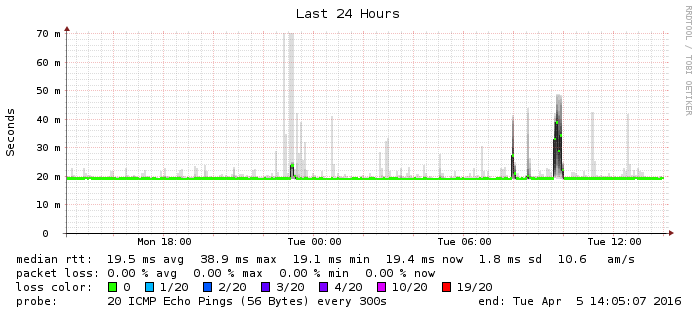 Last 24 Hours
RRDTOOL / TOBI OETIKER
Seconds
70 m
60 m
50 m
40 m
30 m
20 m
10 m
0
Mon 18:00 Tue 00:00 Tue 06:00 Tue 12:00
median rtt: 19.5 ms avg 38.9 ms max 19.1 ms min 19.4 ms now 1.8 ms sd 10.6 am/s
packet loss: 0.00 % avg 0.00 % max 0.00 % min 0.00 % now
loss color: 0 1/20 2/20 3/20 4/20 10/20 19/20
probe: 20 ICMP Echo Pings (56 Bytes) every 300s end: Tue Apr 5 14:05:07 2016